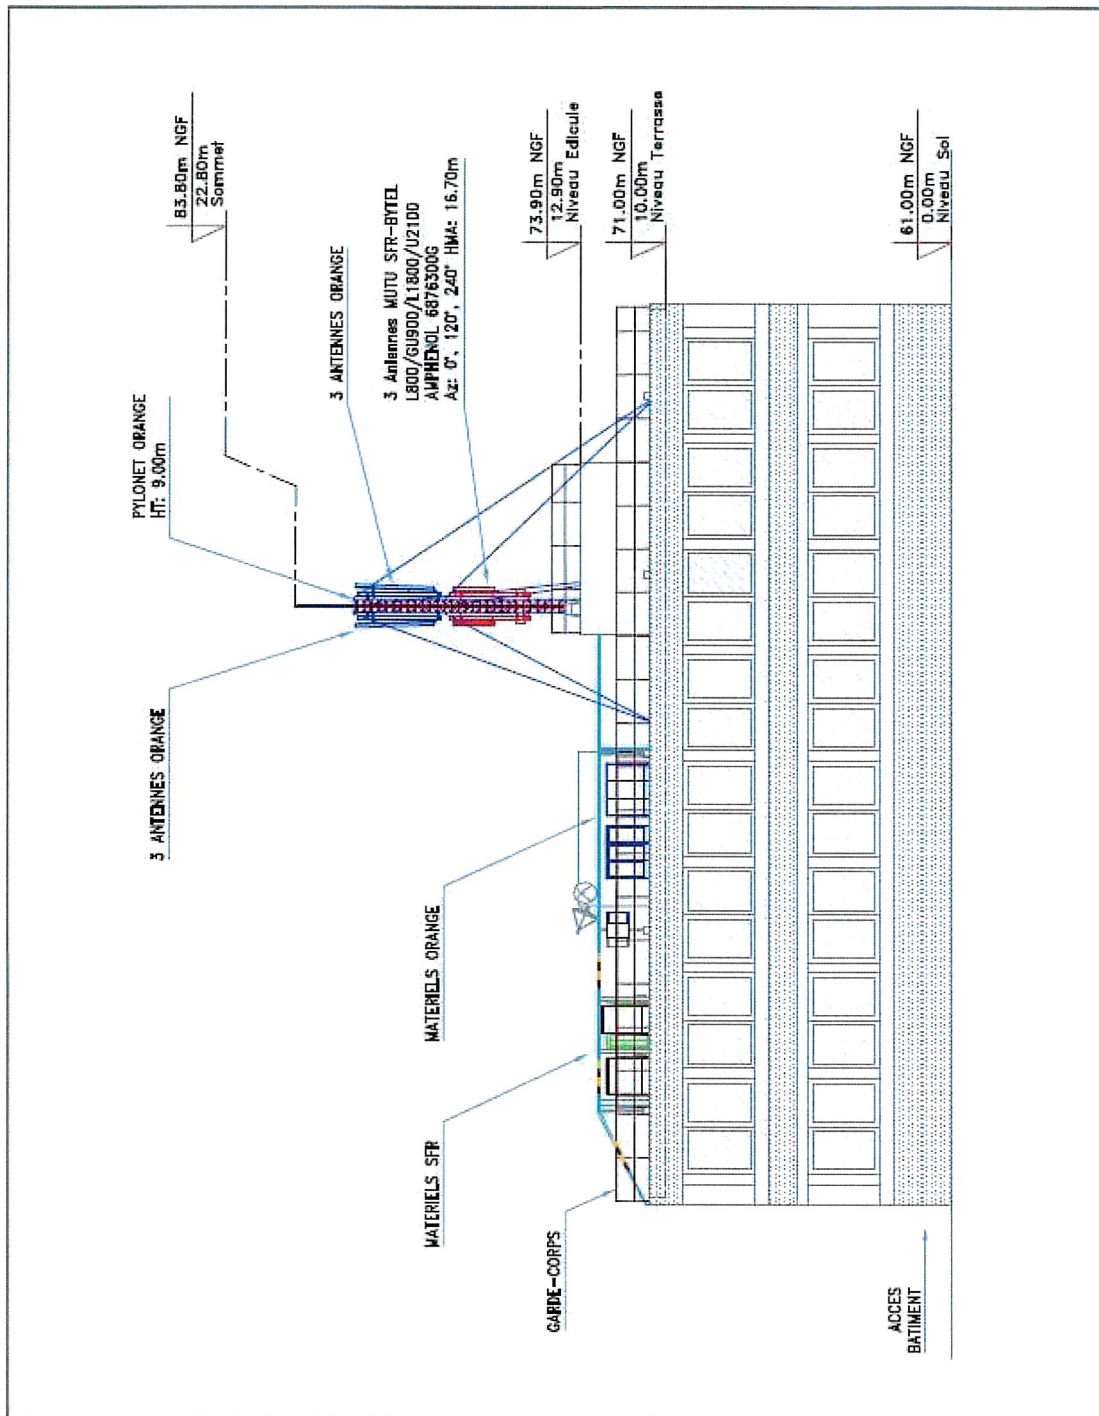 83.80m NGF
22.80m
Sommet
PYLONET ORANGE
HT: 9.00m
3 ANTENNES ORANGE
3 ANTENNES ORANGE
3 Antennes MUTU SFR-BYTEL
L800/GU900/L1800/U2100
AMPHENOL 6876300G
Az: 0°, 120°, 240° HMA: 16.70m
73.90m NGF
12.90m
Niveau Edicule
71.00m NGF
10.00m
Niveau Terrasse
61.00m NGF
0.00m
Niveau Sol
MATERIELS ORANGE
MATERIELS SFR
GARDE-CORPS
ACCES
BATIMENT